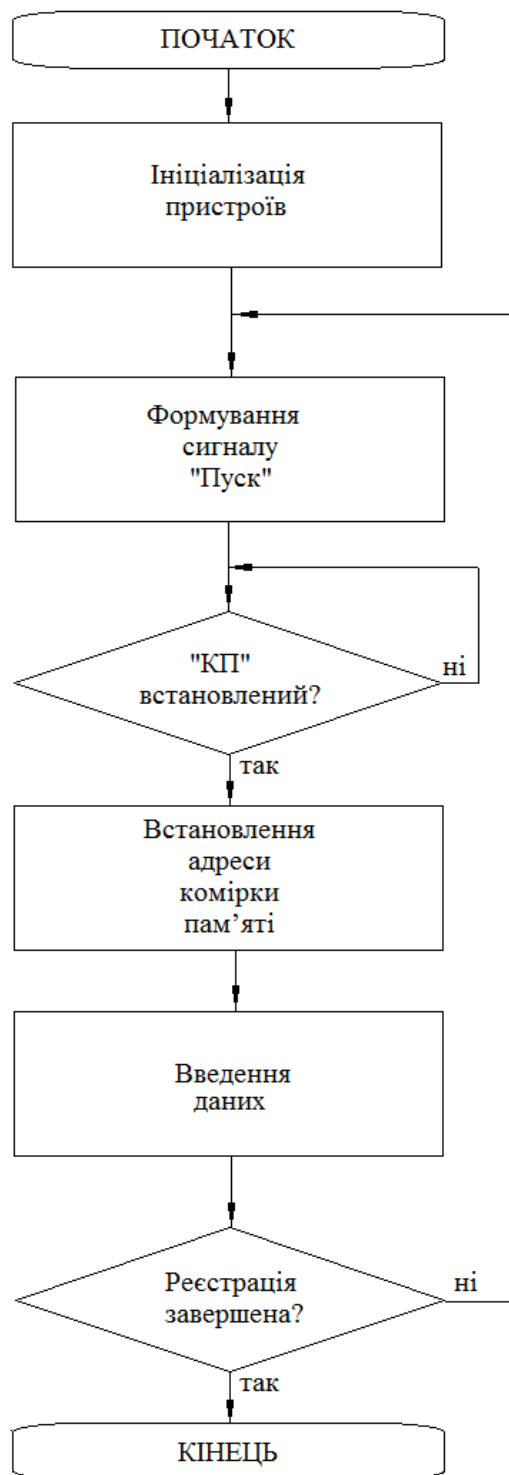 ПОЧАТОК
Ініціалізація
пристроїв
Формування
сигналу
"Пуск"
"КП"
встановлений?
ні
так
Встановлення
адреси
комірки
пам’яті
Введення
даних
Реєстрація
завершена?
ні
так
КІНЕЦЬ